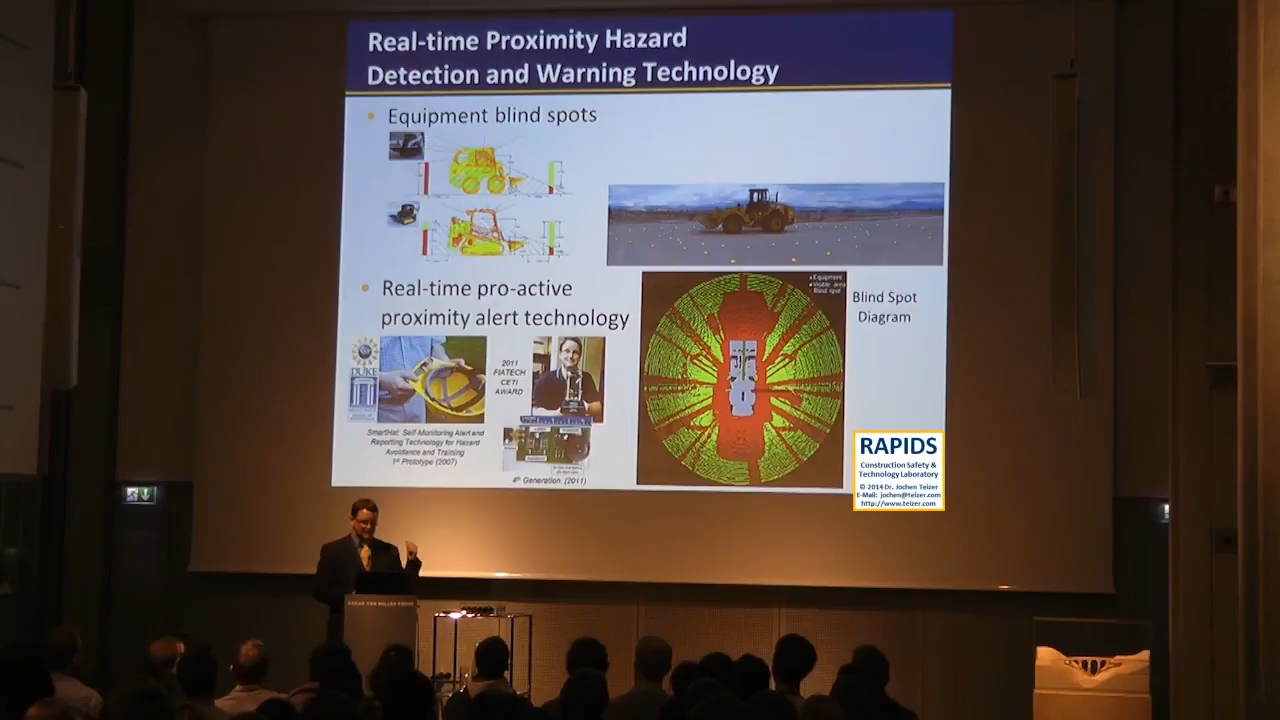 Real-time Proximity Hazard
Detection and Warning Technology
Equipment blind spots
Real-time pro-active
proximity alert technology
Equipment
Visible area
Blind spot
Blind Spot
Diagram
DUKE
2011
FIATECH
CETI
AWARD
SmartHat: Self-Monitoring Alert and
Reporting Technology for Hazard
Avoidance and Training
1st Prototype (2007)
4th Generation. (2011)
RAPIDS
Construction Safety &
Technology Laboratory
© 2014 Dr. Jochen Teizer
E-Mail: jochen@teizer.com
http://www.teizer.com